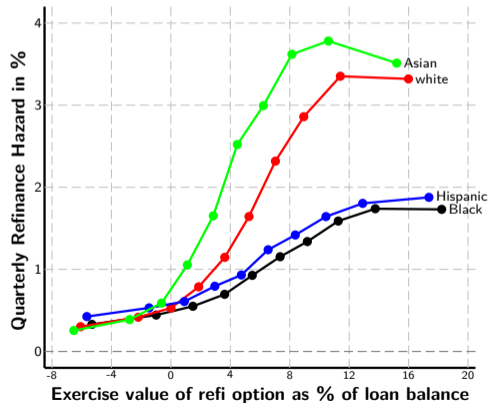 4
3
2
1
0
Quarterly Refinance Hazard in %
Asian
white
Hispanic
Black
-8 -4 0 4 8 12 16 20
Exercise value of refi option as % of loan balance